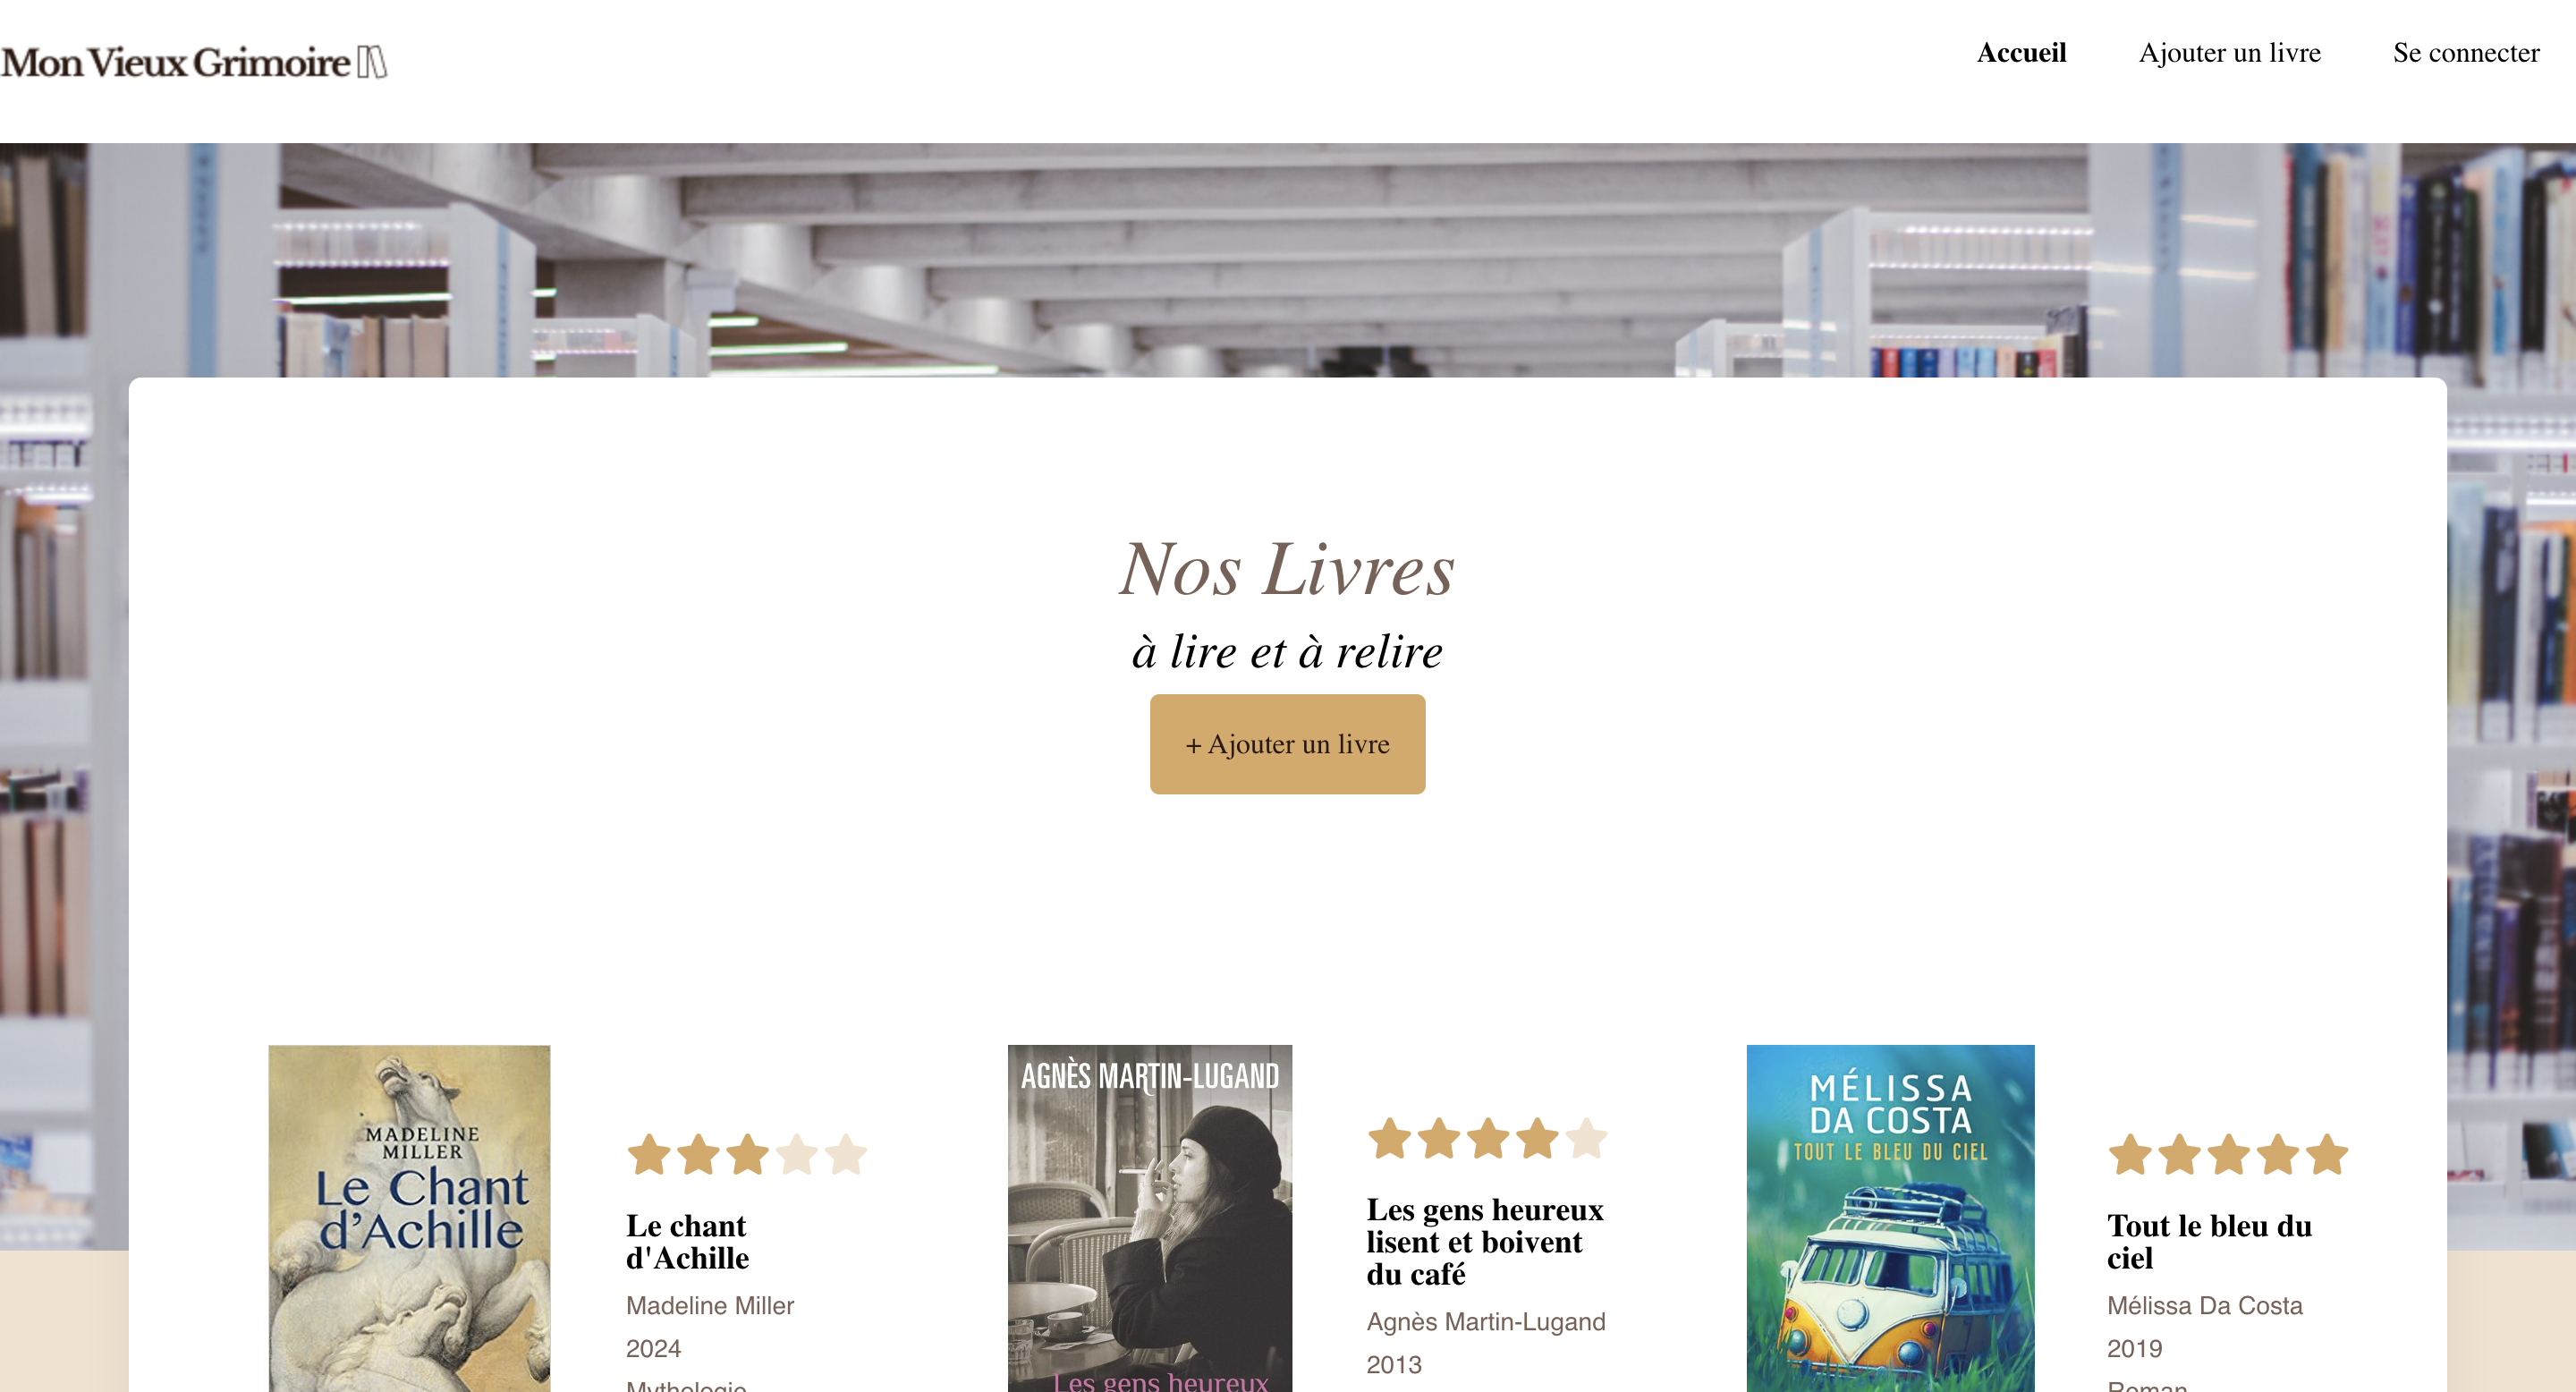 Mon Vieux Grimoire
Accueil
Ajouter un livre
Se connecter
Nos Livres
à lire et à relire
+ Ajouter un livre
MADELINE
MILLER
Le Chant
d'Achille
Le chant
d'Achille
Madeline Miller
2024
Mythologie
AGNÈS MARTIN-LUGAND
Les gens heureux
Les gens heureux
lisent et boivent
du café
Agnès Martin-Lugand
2013
MÉLISSA
DA COSTA
TOUT LE BLEU DU CIEL
Tout le bleu du
ciel
Mélissa Da Costa
2019
Roman